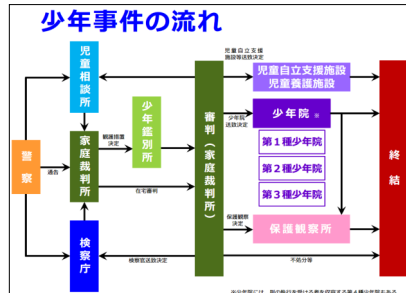 少年事件の流れ
児童相談所
児童自立支援
施設等送致決定
児童自立支援施設
児童養護施設
少年鑑別所
少年院 ※
少年院
送致決定
警察
通告
家庭裁判所
観護措置
決定
審判(家庭裁判所)
第1種少年院
第2種少年院
第3種少年院
終結
在宅審判
保護観察
決定
保護観察所
検察庁
検察官送致決定
不処分等